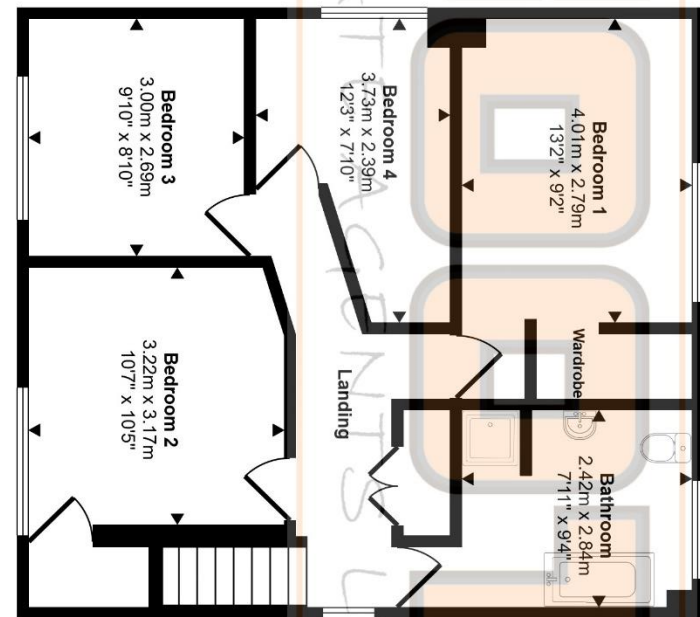 Bedroom 3
3.00m x 2.69m
9'10" x 8'10"
Bedroom 4
3.73m x 2.39m
12'3" x 7'10"
Bedroom 1
4.01m x 2.79m
13'2" x 9'2"
Wardrobe
Landing
Bedroom 2
3.22m x 3.17m
10'7" x 10'5"
Bathroom
2.42m x 2.84m
7'11" x 9'4"
T AGENTS L